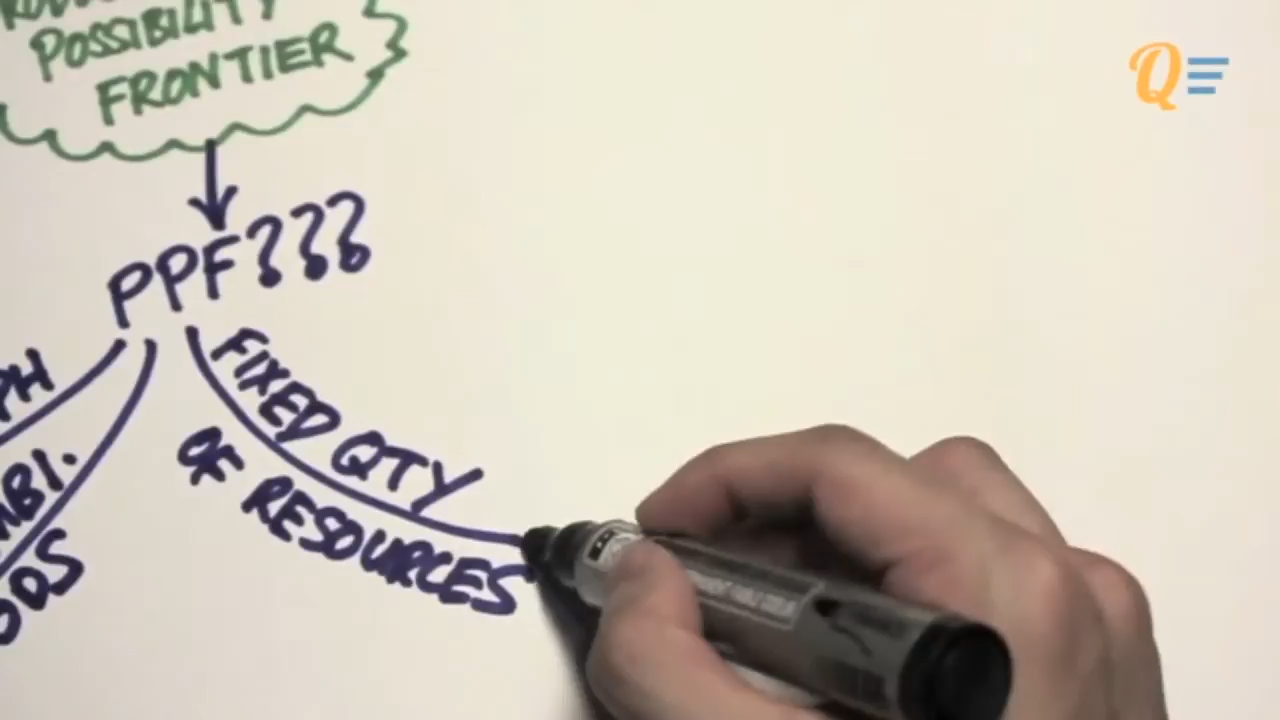 POSSIBILITY
FRONTIER
PPF???
FIXED QTY
OF RESOURCES